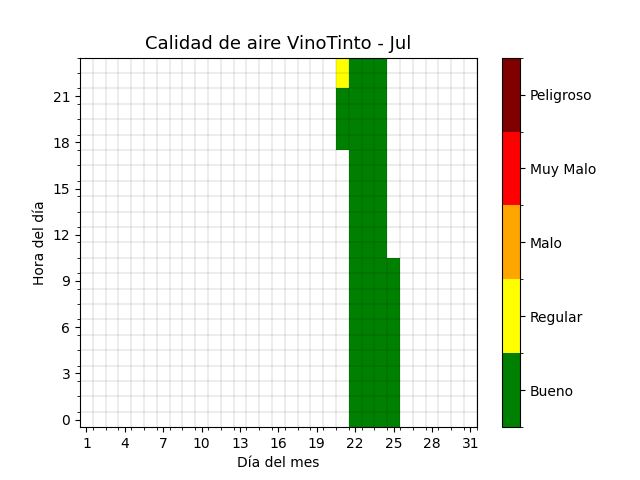 Calidad de aire VinoTinto - Jul
Hora del día
21
18
15
12
9
6
3
0
1 4 7 10 13 16 19 22 25 28 31
Día del mes
Peligroso
Muy Malo
Malo
Regular
Bueno